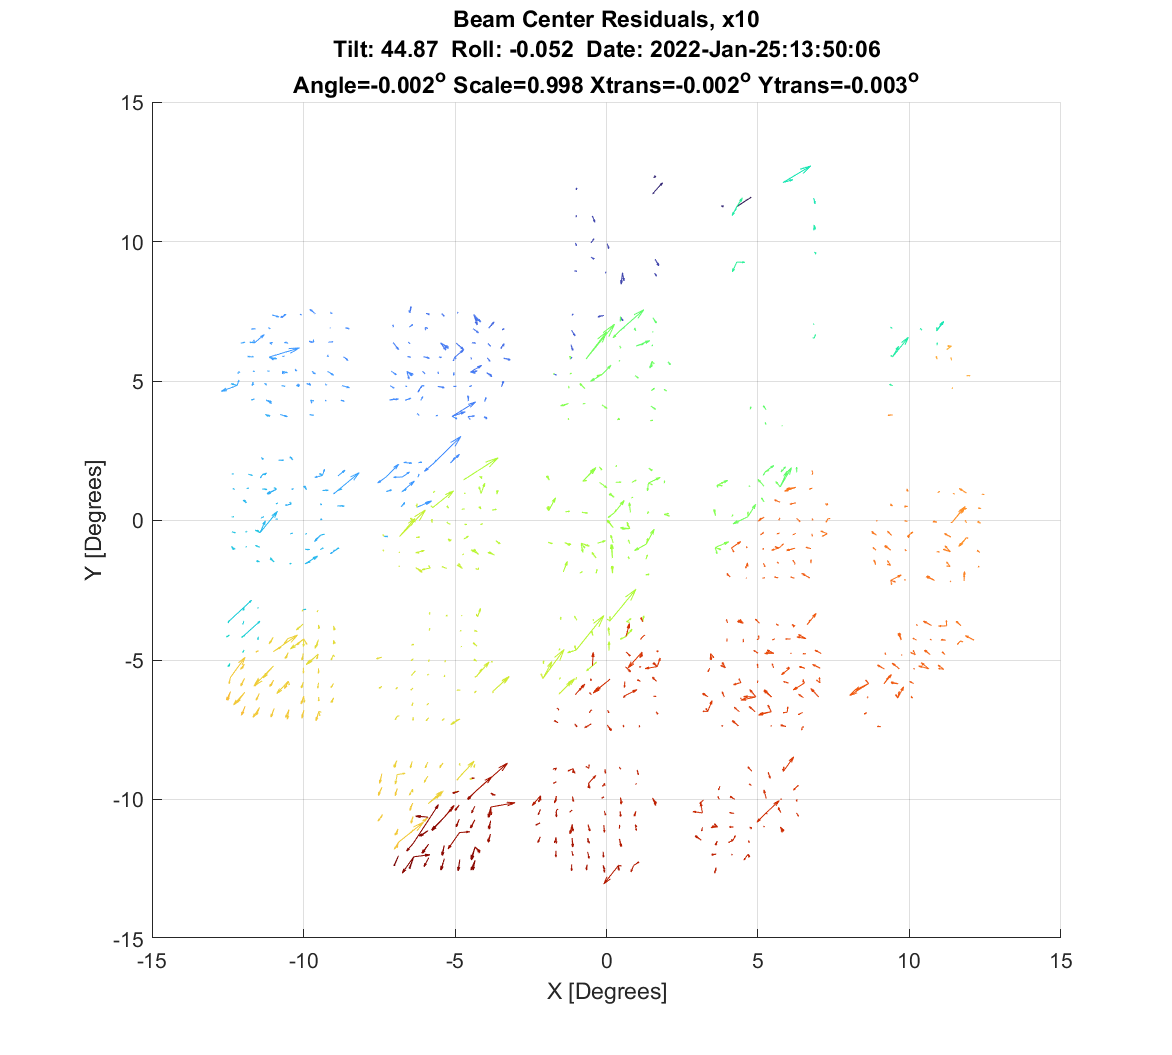 Beam Center Residuals, x10
Tilt: 44.87 Roll: -0.052 Date: 2022-Jan-25:13:50:06
Angle=-0.002° Scale=0.998 Xtrans=-0.002° Ytrans=-0.003°
15
10
5
0
-5
-10
-15
Y [Degrees]
-15 -10 -5 0 5 10 15
X [Degrees]